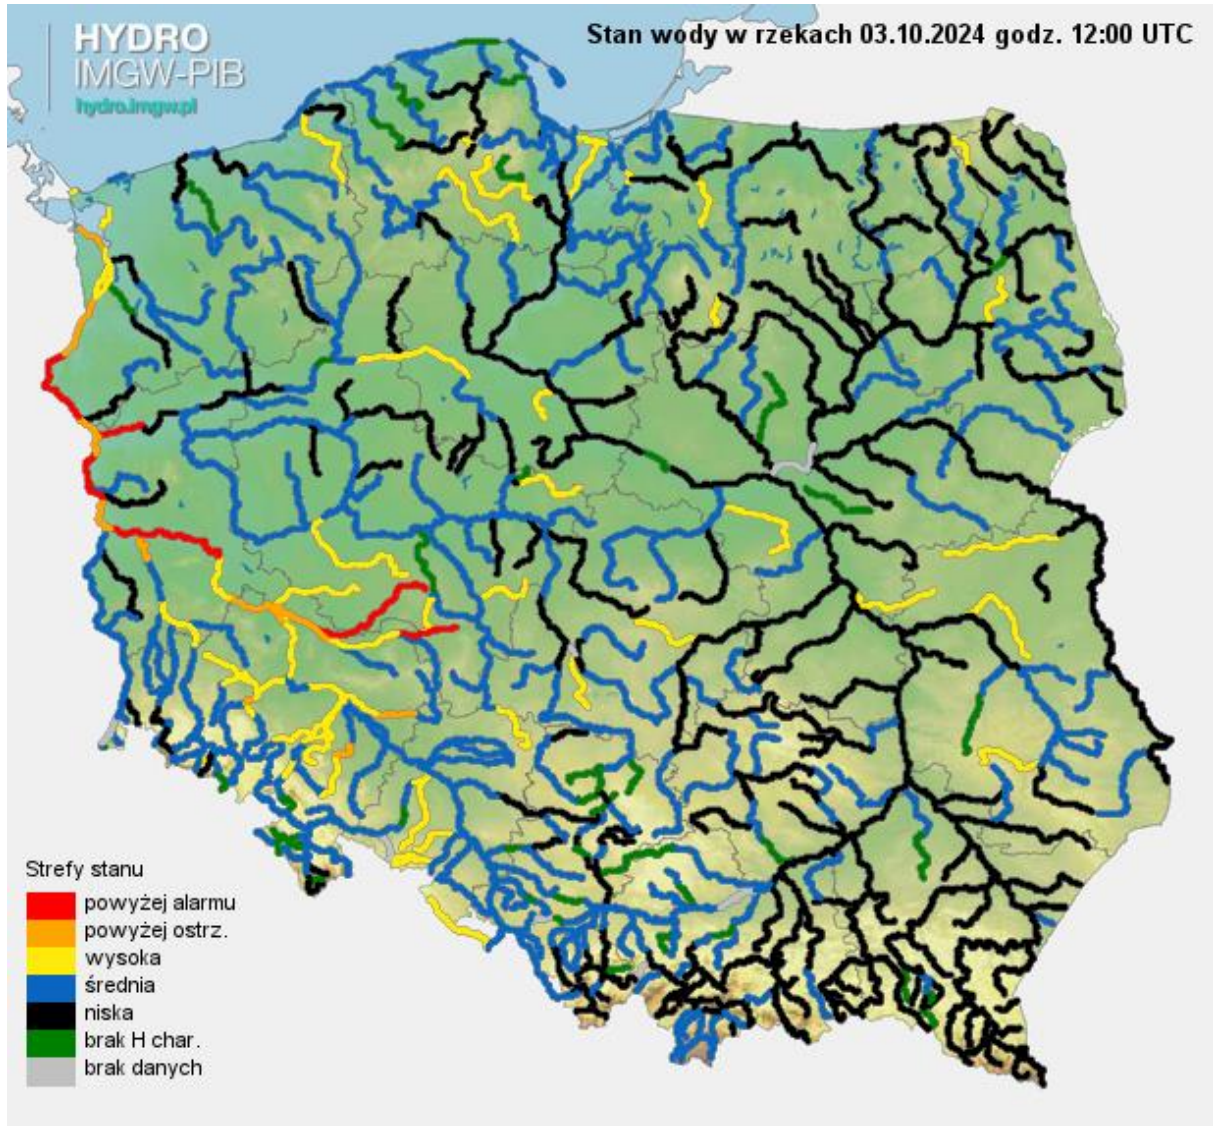 HYDRO
IMGW-PIB
hydro.imgw.pl
Stan wody w rzekach 03.10.2024 godz. 12:00 UTC
Strefy stanu
powyżej alarmu
powyżej ostrz.
wysoka
średnia
niska
brak H char.
brak danych